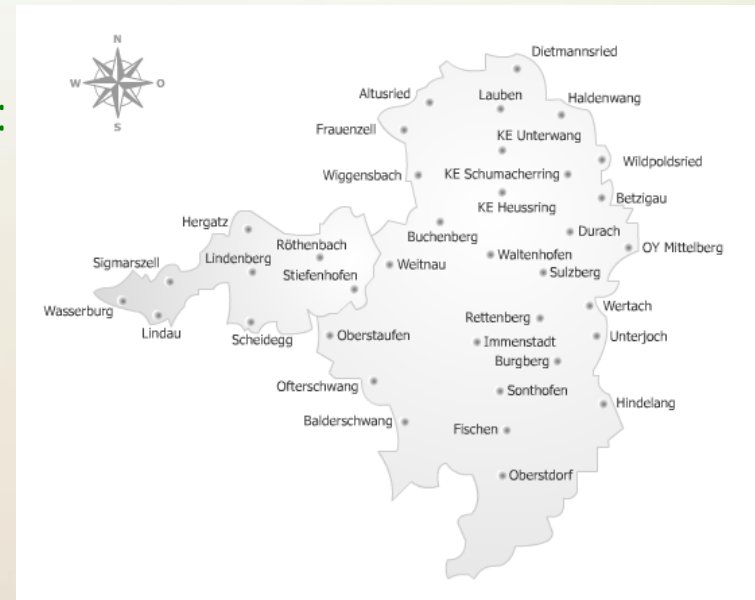 N
W O
S
:
Dietmannsried
Altusried
Lauben
Haldenwang
Frauenzell
KE Unterwang
Wildpoldsried
Wiggensbach
KE Schumacherring
Betzigau
KE Heussring
Hergatz
Buchenberg
Durach
Röthenbach
OY Mittelberg
Lindenberg
Waltenhofen
Sigmarszell
Weitnau
Stiefenhofen
Sulzberg
Wasserburg
Wertach
Rettenberg
Lindau
Oberstaufen
Unterjoch
Scheidegg
Immenstadt
Burgberg
Ofterschwang
Sonthofen
Hindelang
Balderschwang
Fischen
Oberstdorf